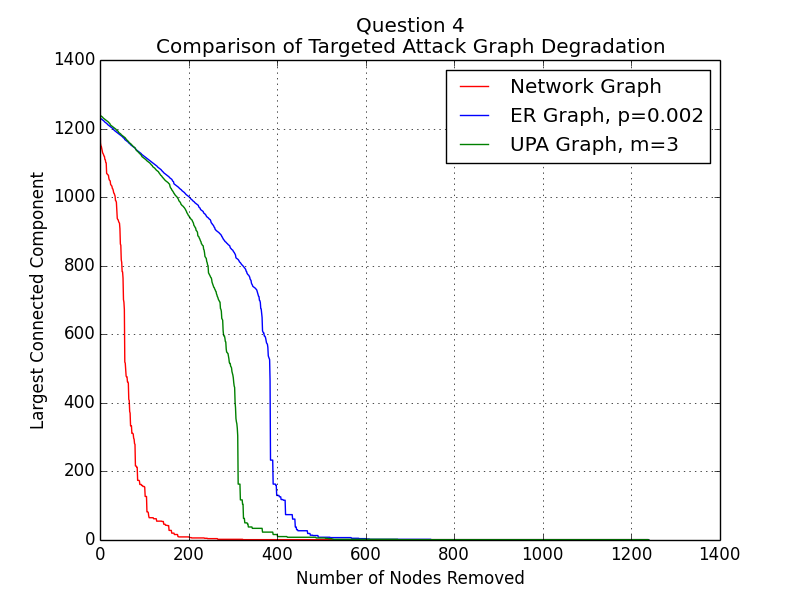 Question 4
Comparison of Targeted Attack Graph Degradation
1400
1200
1000
800
600
400
200
0
Largest Connected Component
Network Graph
ER Graph, p=0.002
UPA Graph, m=3
0 200 400 600 800 1000 1200 1400
Number of Nodes Removed